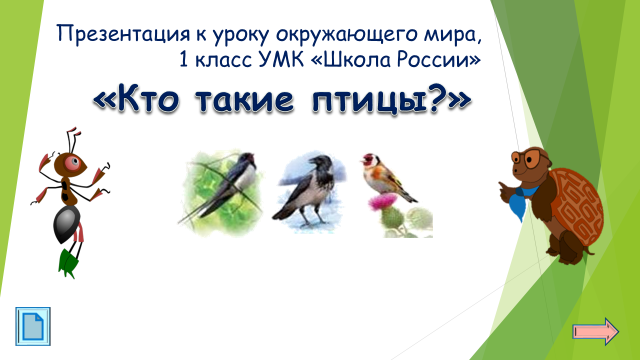 Презентация к уроку окружающего мира,
1 класс УМК «Школа России»
«Кто такие птицы?»